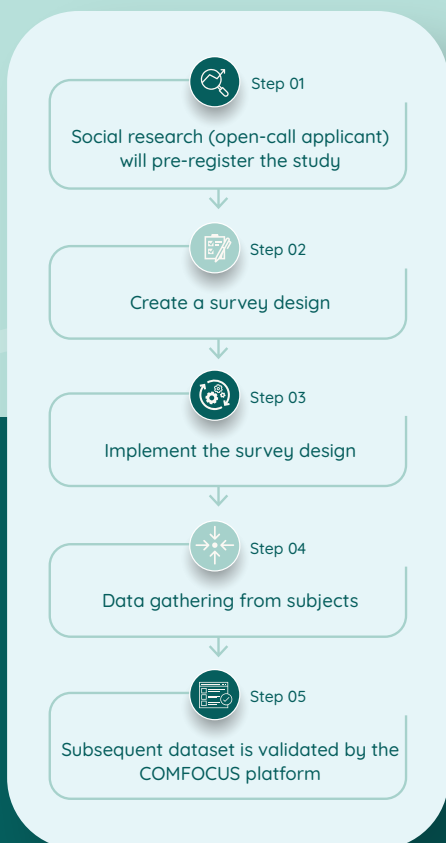 Step 01
Social research (open-call applicant)
will pre-register the study
Step 02
Create a survey design
Step 03
Implement the survey design
Step 04
Data gathering from subjects
Step 05
Subsequent dataset is validated by the
COMFOCUS platform